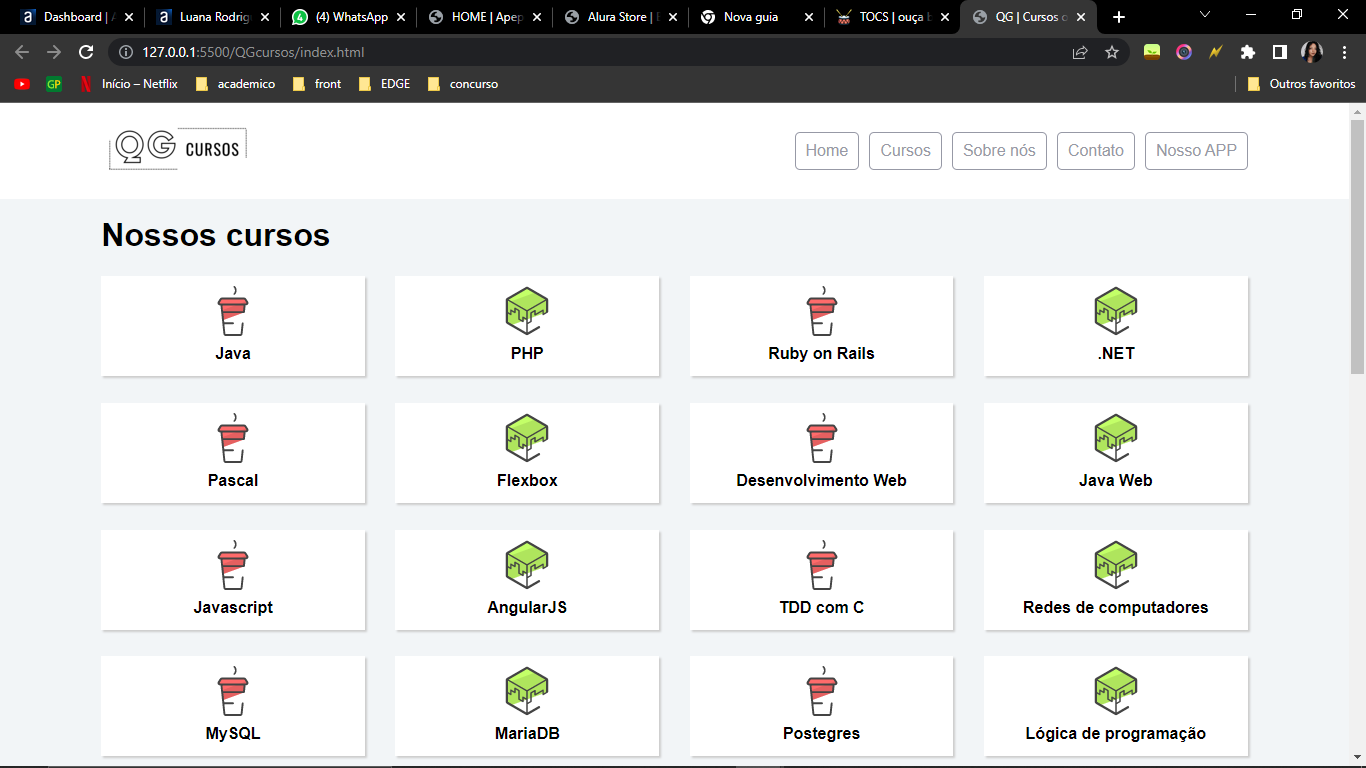 Dashboard | A
Luana Rodrig
(4) WhatsApp
HOME | Apep
Alura Store | E
Nova guia
TOCS | ouça b
QG | Cursos o
127.0.0.1:5500/QGcursos/index.html
GP
Início – Netflix
academico
front
EDGE
concurso
Outros favoritos
QG CURSOS
Home
Cursos
Sobre nós
Contato
Nosso APP
Nossos cursos
Java
PHP
Ruby on Rails
.NET
Pascal
Flexbox
Desenvolvimento Web
Java Web
Javascript
AngularJS
TDD com C
Redes de computadores
MySQL
MariaDB
Postegres
Lógica de programação